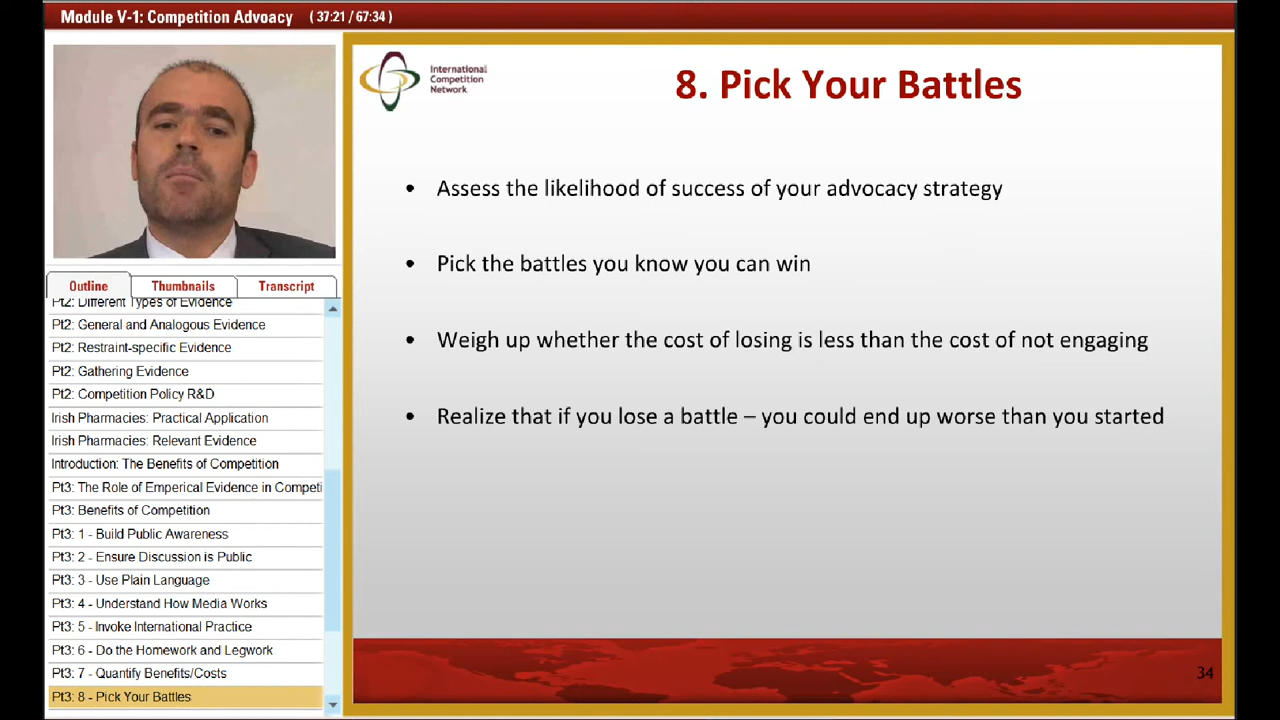 Module V-1: Competition Advocacy ( 37:21 / 67:34 )
International
Competition
Network
8. Pick Your Battles
• Assess the likelihood of success of your advocacy strategy
• Pick the battles you know you can win
• Weigh up whether the cost of losing is less than the cost of not engaging
• Realize that if you lose a battle – you could end up worse than you started
34
Outline Thumbnails Transcript
Pt2: Different Types of Evidence
Pt2: General and Analogous Evidence
Pt2: Restraint-specific Evidence
Pt2: Gathering Evidence
Pt2: Competition Policy R&D
Irish Pharmacies: Practical Application
Irish Pharmacies: Relevant Evidence
Introduction: The Benefits of Competition
Pt3: The Role of Emperical Evidence in Competi
Pt3: Benefits of Competition
Pt3: 1 - Build Public Awareness
Pt3: 2 - Ensure Discussion is Public
Pt3: 3 - Use Plain Language
Pt3: 4 - Understand How Media Works
Pt3: 5 - Invoke International Practice
Pt3: 6 - Do the Homework and Legwork
Pt3: 7 - Quantify Benefits/Costs
Pt3: 8 - Pick Your Battles